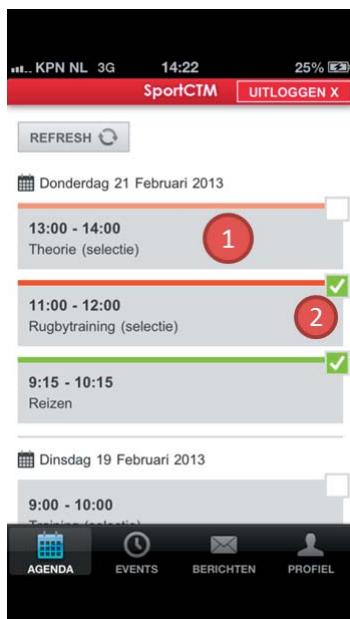 KPN NL 3G 14:22 25%
SportCTM UITLOGGEN X
REFRESH
Donderdag 21 Februari 2013
13:00 - 14:00
Theorie (selectie)
1
11:00 - 12:00
Rugbytraining (selectie)
2
9:15 - 10:15
Reizen
Dinsdag 19 Februari 2013
9:00 - 10:00
Training (selectie)
AGENDA EVENTS BERICHTEN PROFIEL